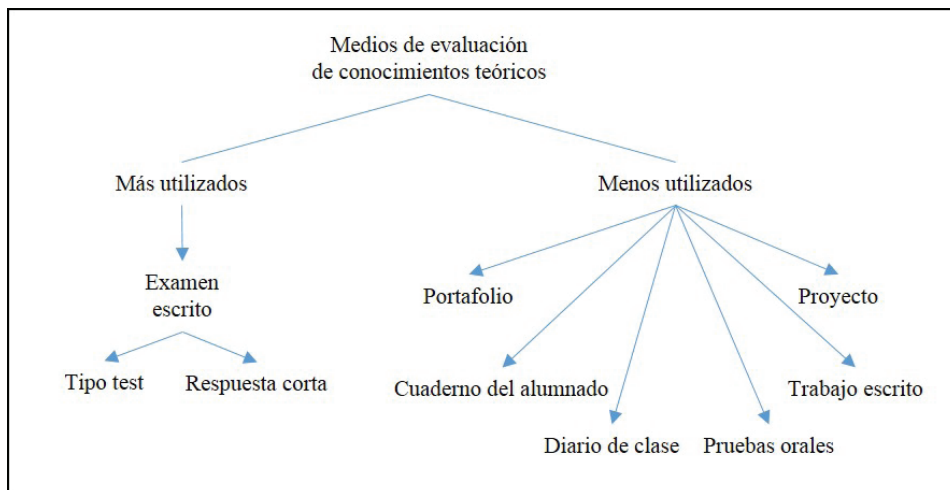 Medios de evaluación
de conocimientos teóricos
Más utilizados
Menos utilizados
Examen
escrito
Portafolio
Proyecto
Tipo test
Respuesta corta
Cuaderno del alumnado
Trabajo escrito
Diario de clase
Pruebas orales